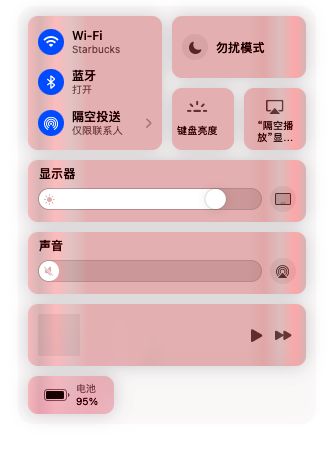 Wi-Fi
Starbucks
蓝牙
打开
隔空投送
仅限联系人
勿扰模式
键盘亮度
“隔空播
放”显...
显示器
声音
电池
95%